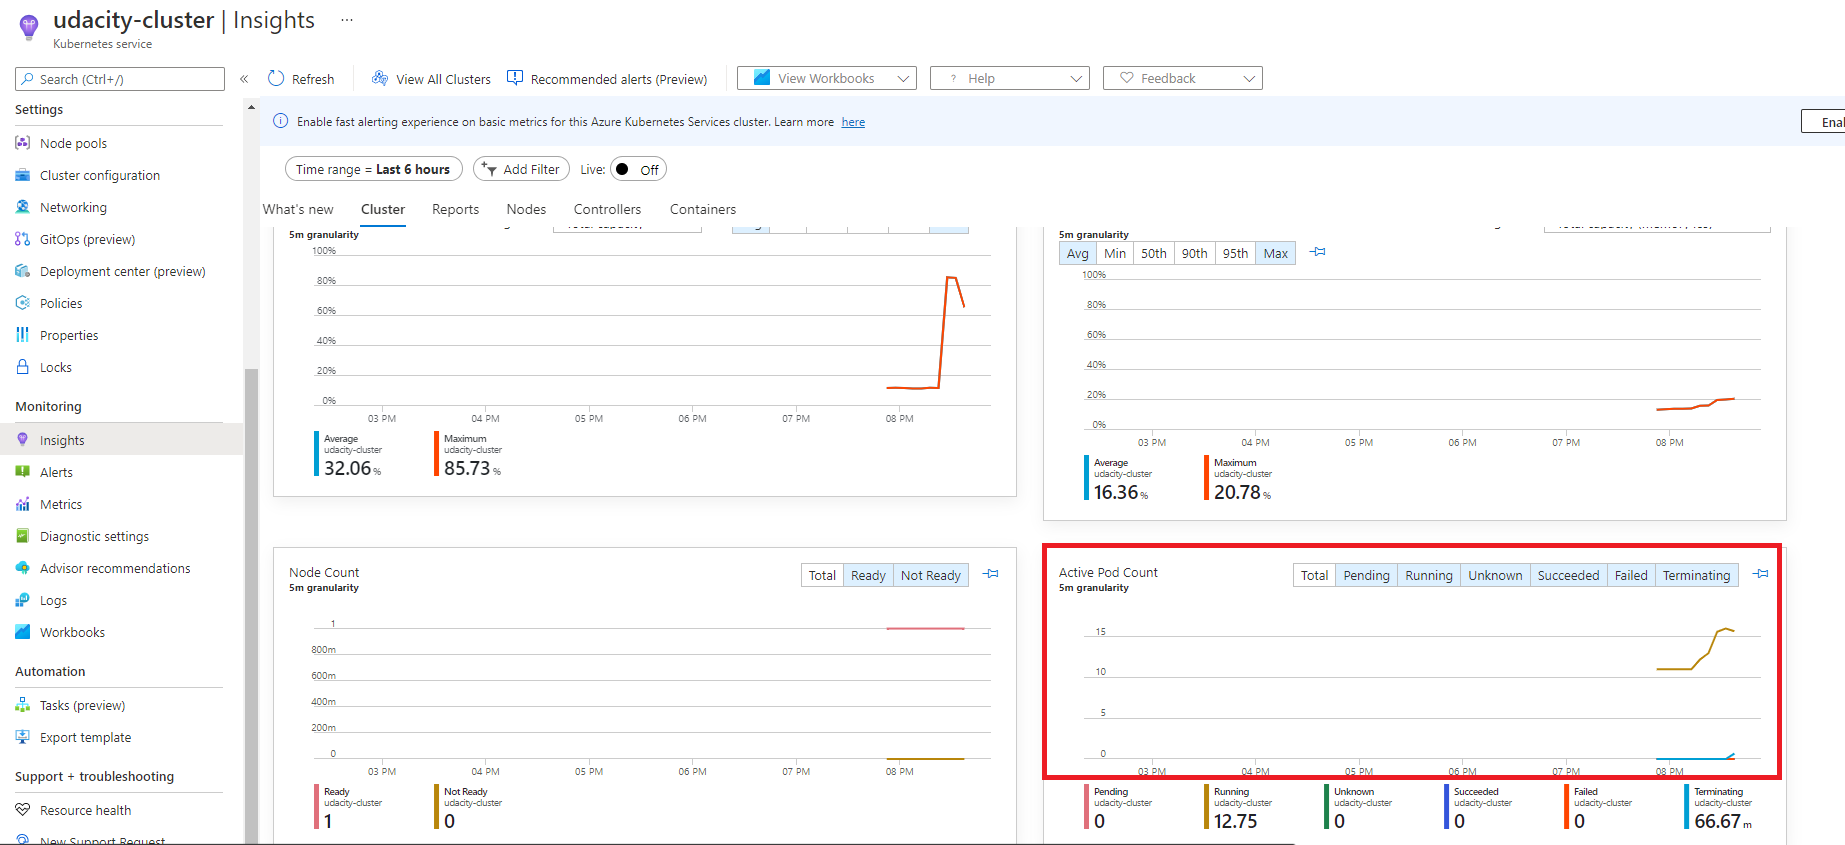 udacity-cluster | Insights ...
Kubernetes service
Search (Ctrl+/)
«
Refresh
View All Clusters
Recommended alerts (Preview)
View Workbooks
? Help
Feedback
Settings
Node pools
Cluster configuration
Networking
GitOps (preview)
Deployment center (preview)
Policies
Properties
Locks
Monitoring
Insights
Alerts
Metrics
Diagnostic settings
Advisor recommendations
Logs
Workbooks
Automation
Tasks (preview)
Export template
Support + troubleshooting
Resource health
New Support Request
Enable fast alerting experience on basic metrics for this Azure Kubernetes Services cluster. Learn more here
Enal
Time range = Last 6 hours
Add Filter
Live: Off
What's new
Cluster
Reports
Nodes
Controllers
Containers
5m granularity
100%
80%
60%
40%
20%
0%
03 PM 04 PM 05 PM 06 PM 07 PM 08 PM
Average
udacity-cluster
32.06 %
Maximum
udacity-cluster
85.73 %
5m granularity
Avg Min 50th 90th 95th Max
100%
80%
60%
40%
20%
0%
03 PM 04 PM 05 PM 06 PM 07 PM 08 PM
Average
udacity-cluster
16.36 %
Maximum
udacity-cluster
20.78 %
Node Count
5m granularity
Total Ready Not Ready
1
800m
600m
400m
200m
0
03 PM 04 PM 05 PM 06 PM 07 PM 08 PM
Ready
udacity-cluster
1
Not Ready
udacity-cluster
0
Active Pod Count
5m granularity
Total Pending Running Unknown Succeeded Failed Terminating
15
10
5
0
03 PM 04 PM 05 PM 06 PM 07 PM 08 PM
Pending
udacity-cluster
0
Running
udacity-cluster
12.75
Unknown
udacity-cluster
0
Succeeded
udacity-cluster
0
Failed
udacity-cluster
0
Terminating
udacity-cluster
66.67 m